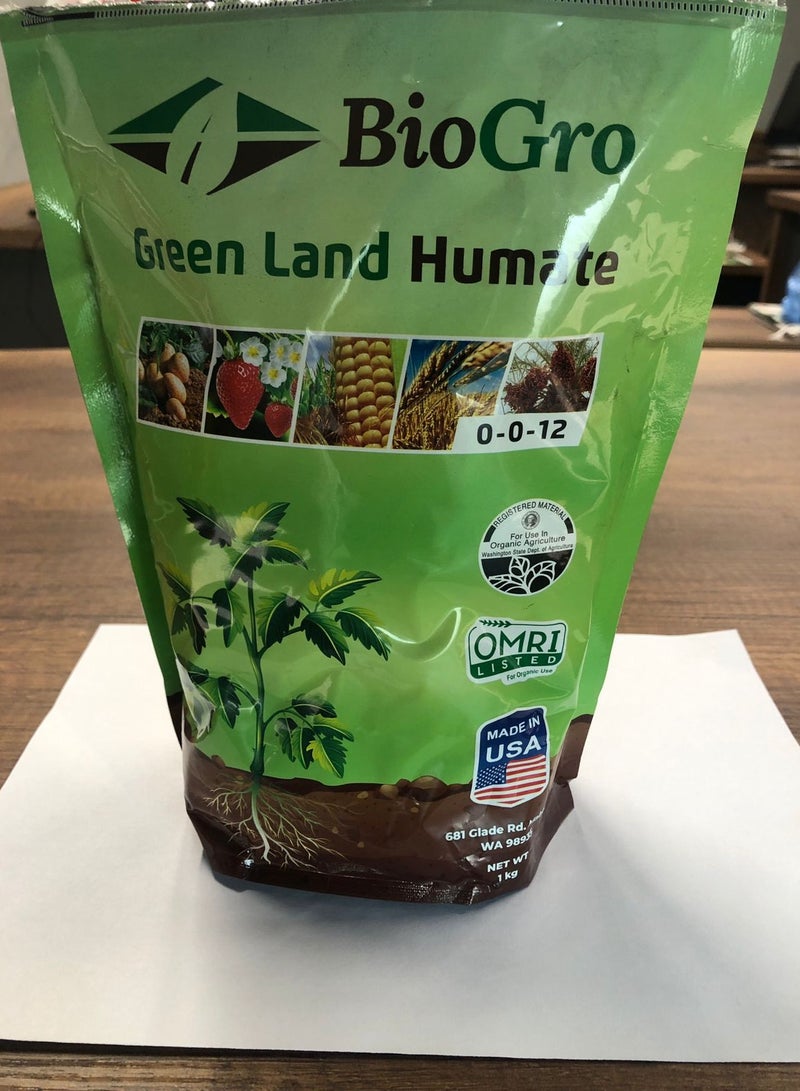 BioGro
Green Land Humate
0-0-12
REGISTERED MATERIAL
For Use In
Organic Agriculture
Washington State Dept. of Agriculture
OMRI
LISTED
For Organic Use
MADE IN
USA
681 Glade Rd.
WA
NET WT
1 kg